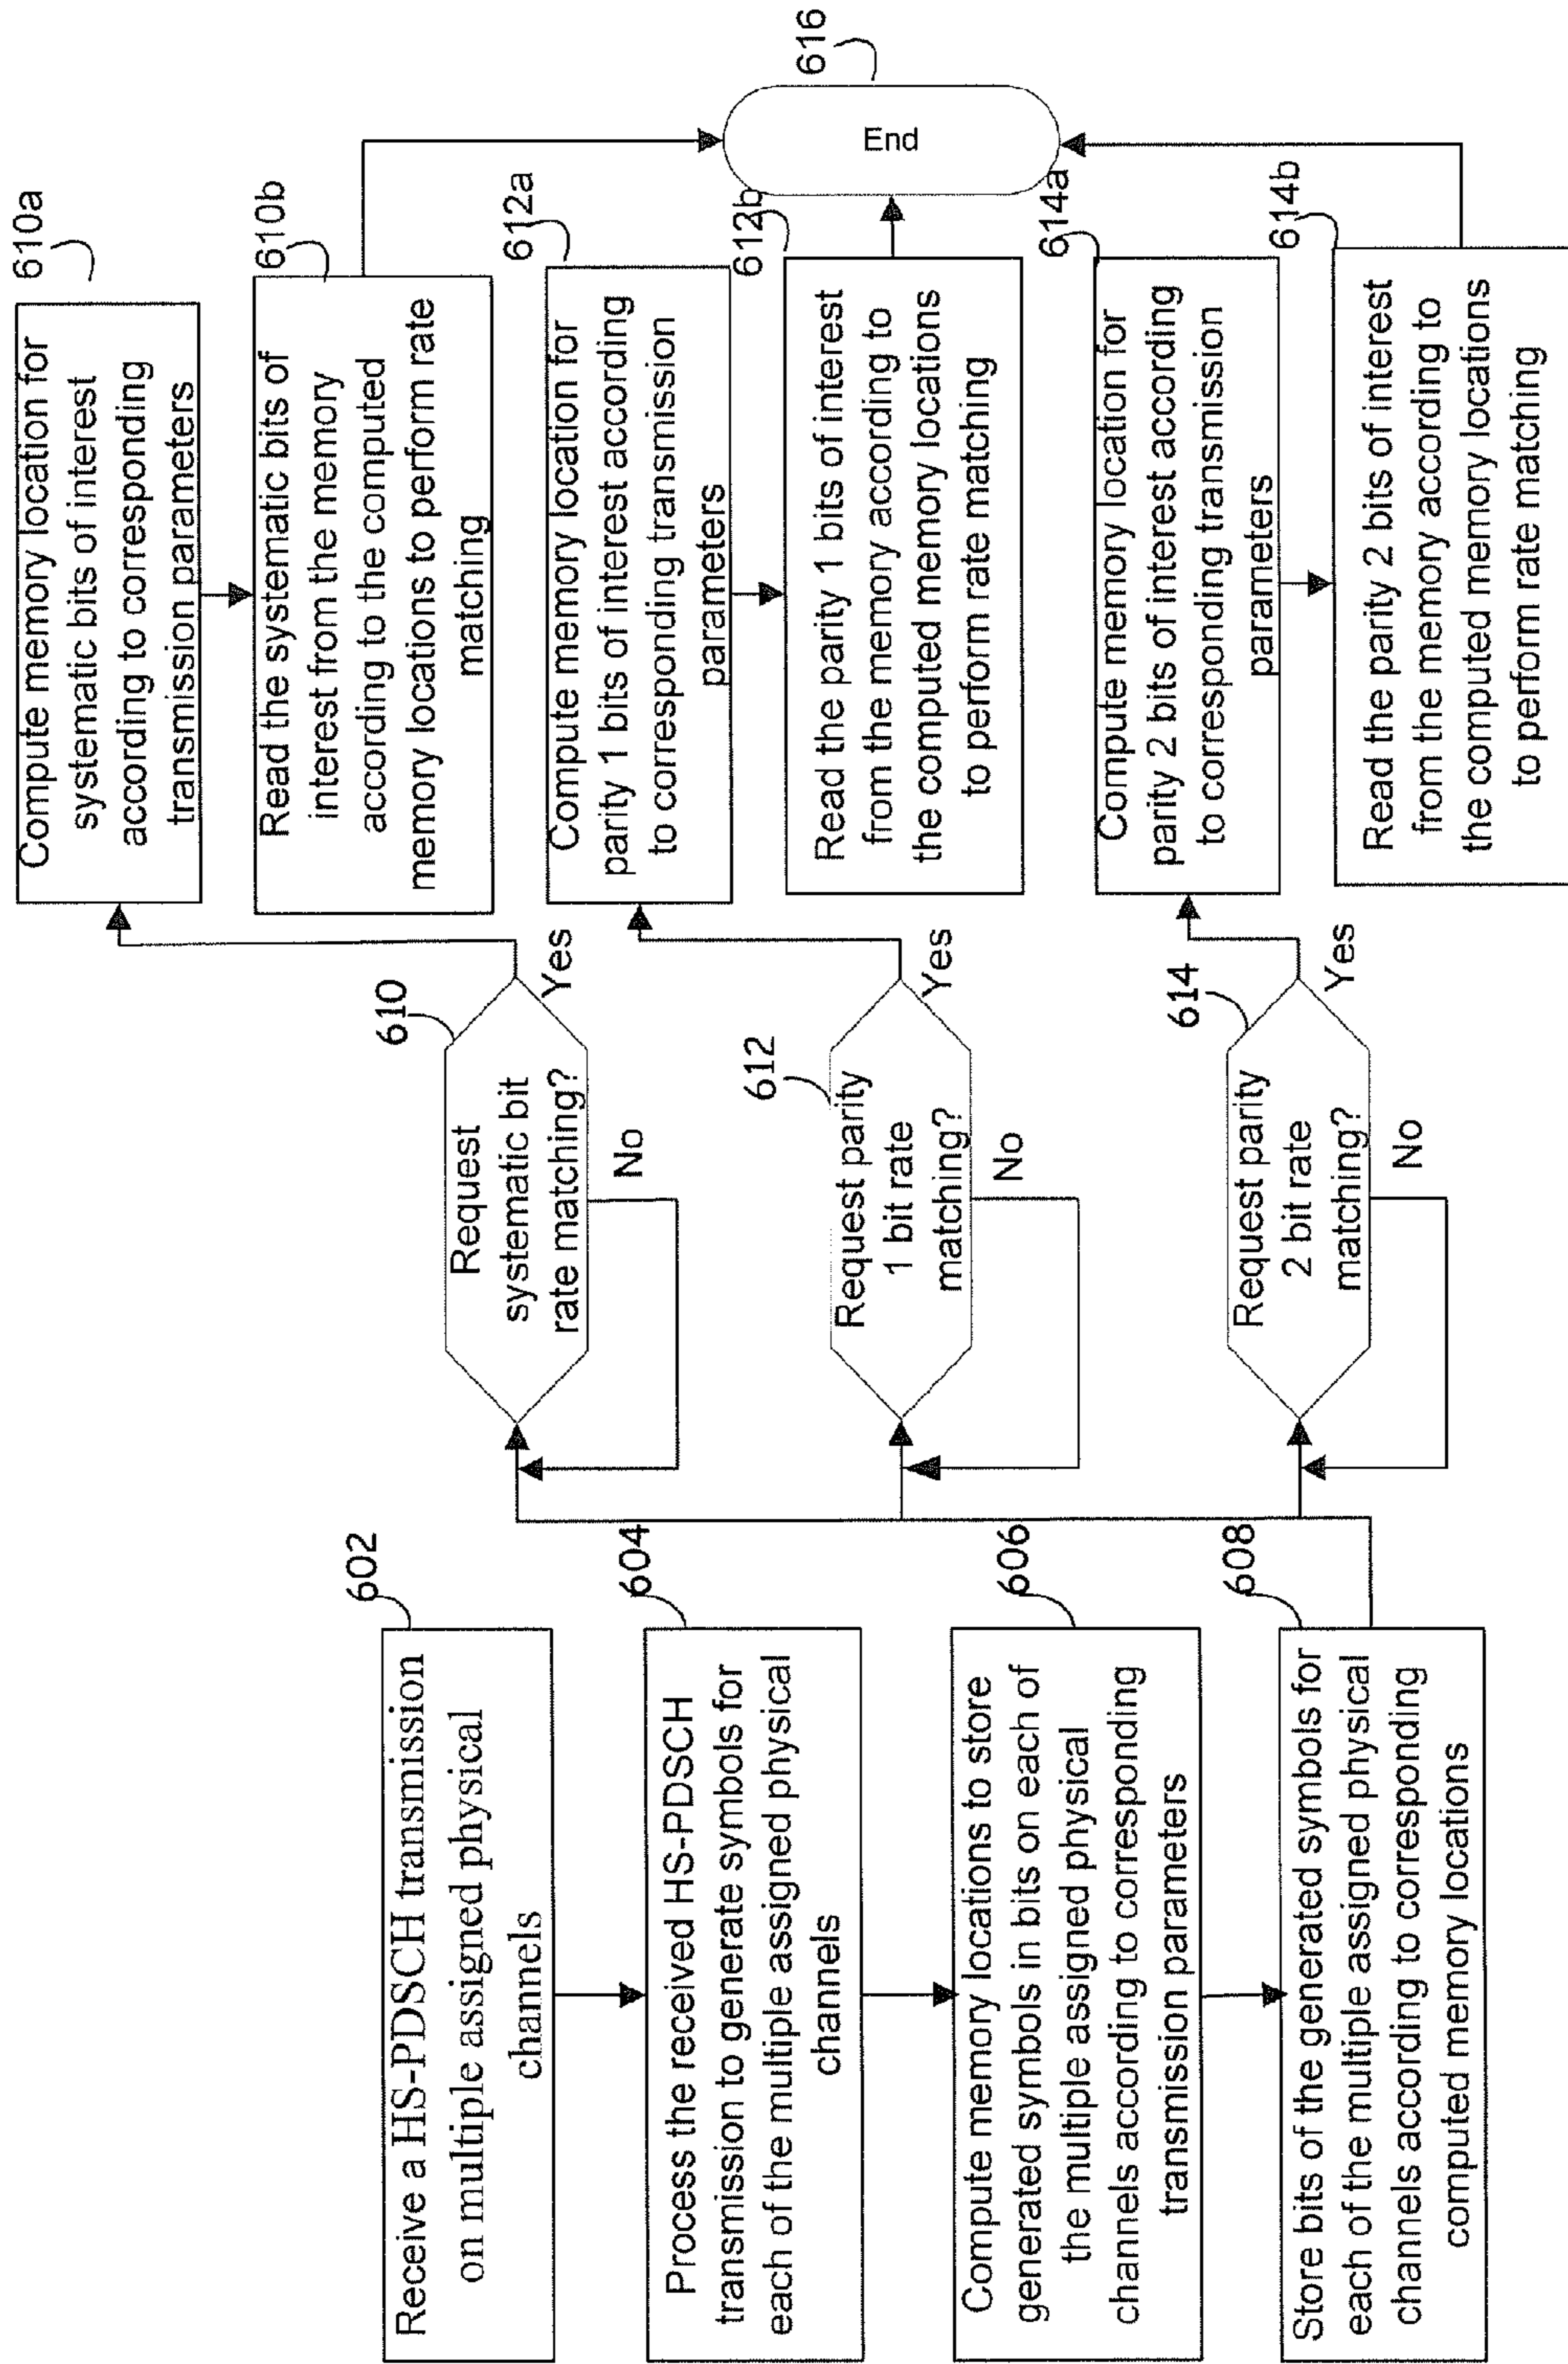 602
Receive a HS-PDSCH transmission
on multiple assigned physical
channels
604
Process the received HS-PDSCH
transmission to generate symbols for
each of the multiple assigned physical
channels
606
Compute memory locations to store
generated symbols in bits on each of
the multiple assigned physical
channels according to corresponding
transmission parameters
608
Store bits of the generated symbols for
each of the multiple assigned physical
channels according to corresponding
computed memory locations
610
Request
systematic bit
rate matching?
Yes
No
612
Request parity
1 bit rate
matching?
Yes
No
614
Request parity
2 bit rate
matching?
Yes
No
610a
Compute memory location for
systematic bits of interest
according to corresponding
transmission parameters
610b
Read the systematic bits of
interest from the memory
according to the computed
memory locations to perform rate
matching
612a
Compute memory location for
parity 1 bits of interest according
to corresponding transmission
parameters
612b
Read the parity 1 bits of interest
from the memory according to
the computed memory locations
to perform rate matching
614a
Compute memory location for
parity 2 bits of interest according
to corresponding transmission
parameters
614b
Read the parity 2 bits of interest
from the memory according to
the computed memory locations
to perform rate matching
616
End